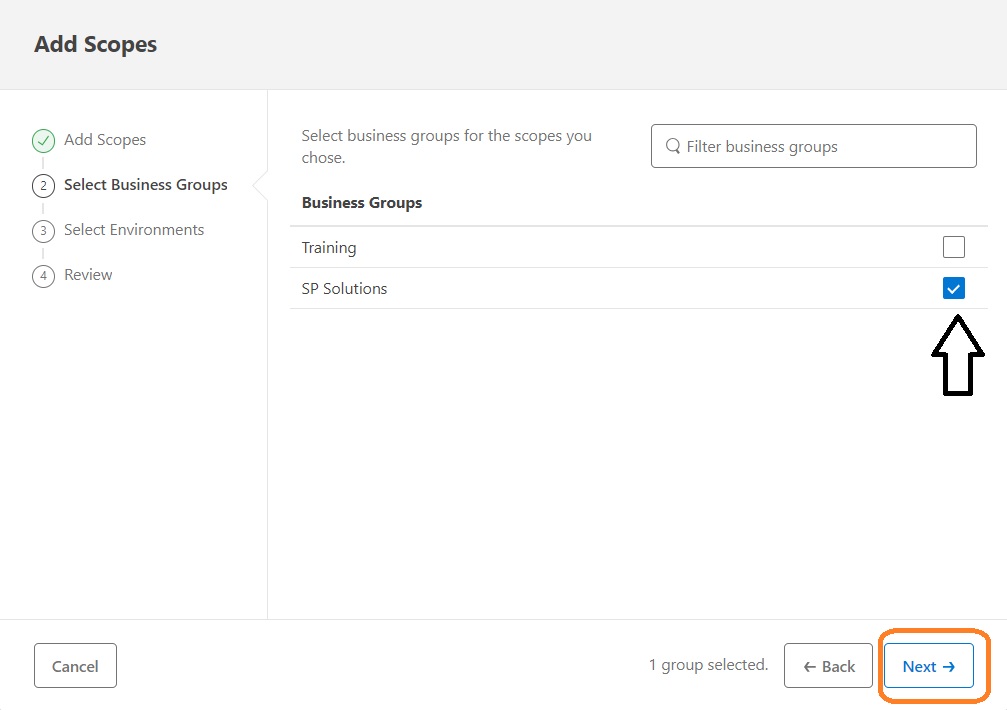 Add Scopes
Add Scopes
2 Select Business Groups
3 Select Environments
4 Review
Select business groups for the scopes you
chose.
Filter business groups
Business Groups
Training
SP Solutions
Cancel
1 group selected.
← Back
Next →